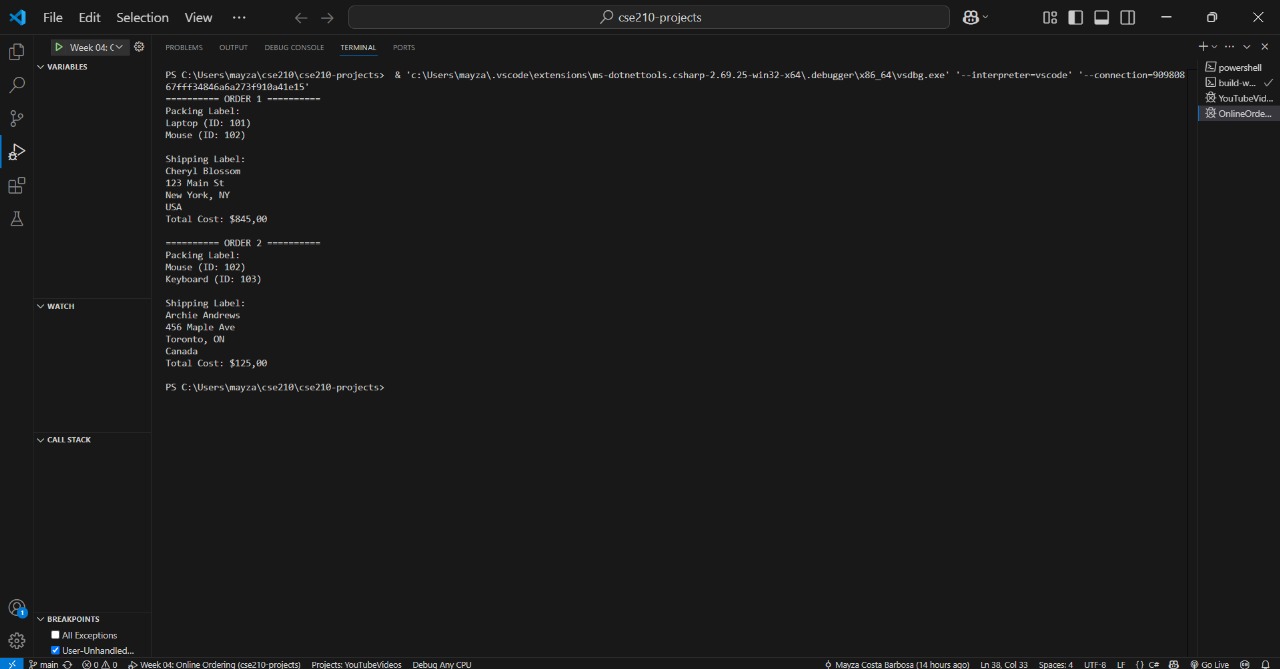 File Edit Selection View ··· cse210-projects
Week 04: C
PROBLEMS OUTPUT DEBUG CONSOLE TERMINAL PORTS
VARIABLES
PS C:\Users\mayza\cse210\cse210-projects> & 'c:\Users\mayza\.vscode\extensions\ms-dotnettools.csharp-2.69.25-win32-x64\.debugger\x86_64\vsdbg.exe' '--interpreter=vscode' '--connection=909808
67fff34846a6a273f910a41e15'
========== ORDER 1 ==========
Packing Label:
Laptop (ID: 101)
Mouse (ID: 102)
Shipping Label:
Cheryl Blossom
123 Main St
New York, NY
USA
Total Cost: $845,00
========== ORDER 2 ==========
Packing Label:
Mouse (ID: 102)
Keyboard (ID: 103)
Shipping Label:
Archie Andrews
456 Maple Ave
Toronto, ON
Canada
Total Cost: $125,00
PS C:\Users\mayza\cse210\cse210-projects>
powershell
build-w...
YouTubeVid...
OnlineOrde...
WATCH
CALL STACK
BREAKPOINTS
All Exceptions
User-Unhandled...
1
main 0 0 Week 04: Online Ordering (cse210-projects) Projects: YouTubeVideos Debug Any CPU Mayza Costa Barbosa (14 hours ago) Ln 38, Col 33 Spaces: 4 UTF-8 LF {} C# Go Live